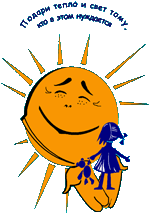 Подари тепло и свет тому,
кто в этом нуждается